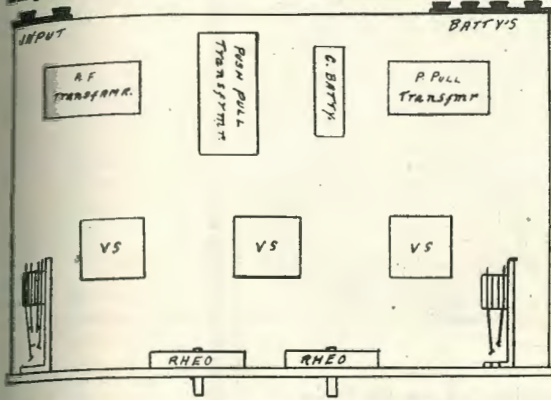 INPUT
BATTY'S
A F
TRANSFRMR.
PUSH PULL
TRANSFRMR.
C. BATTY.
P. PULL
TRANSFMR
VS
VS
VS
RHEO
RHEO